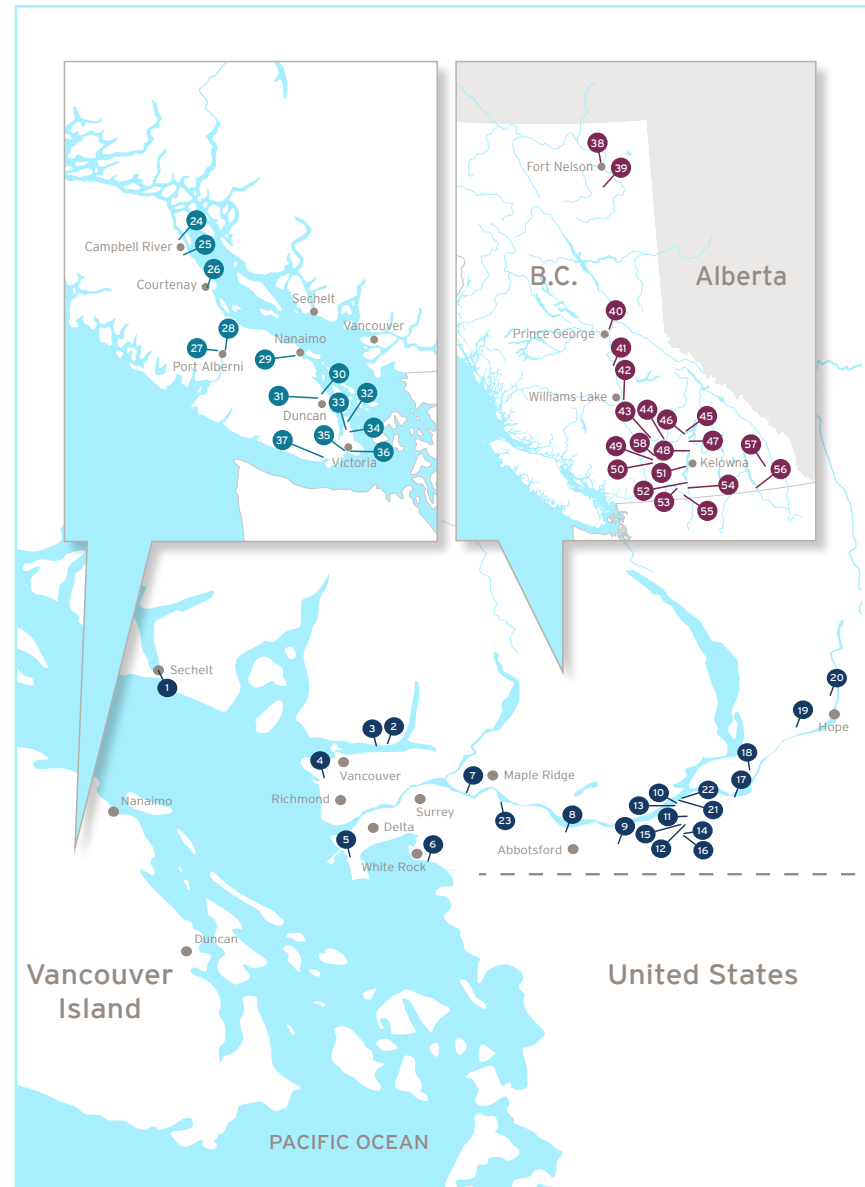 24
Campbell River
25
26
Courtenay
Sechelt
28
Vancouver
27
Nanaimo
Port Alberni
29
30
31
33
32
Duncan
34
37
35
Victoria
36
38
Fort Nelson
39
B.C.
Alberta
40
Prince George
41
42
Williams Lake
43
44
46
45
49
58
48
47
57
50
51
Kelowna
56
52
54
53
55
Sechelt
1
20
3
2
19
Hope
4
Vancouver
18
7
Maple Ridge
17
Richmond
Surrey
10
22
Nanaimo
13
21
23
8
11
Delta
9
15
14
5
6
Abbotsford
12
16
White Rock
Duncan
Vancouver
Island
United States
PACIFIC OCEAN